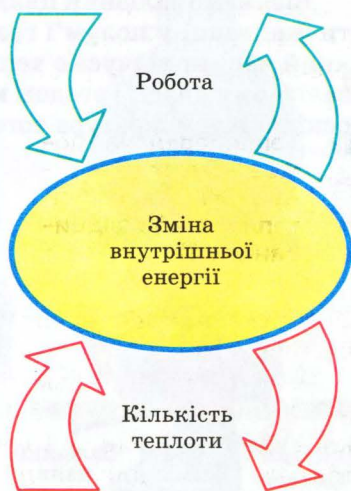 Робота
Зміна
внутрішньої
енергії
Кількість
теплоти